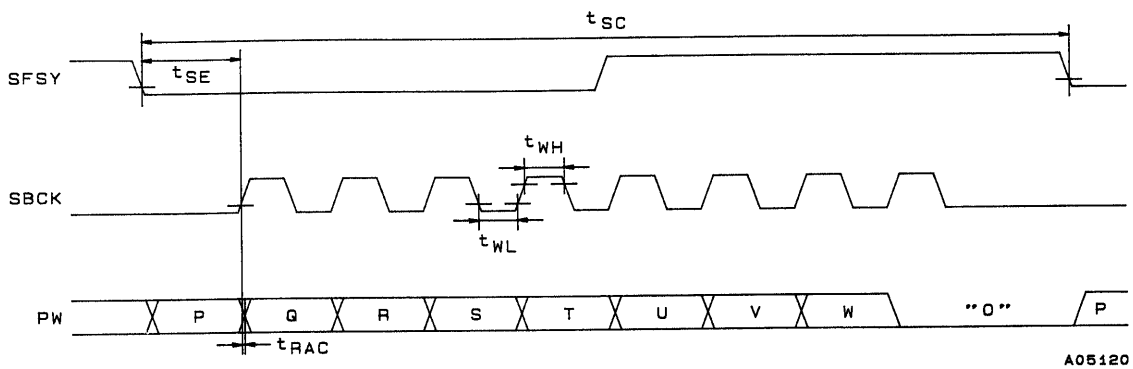 tSC
tSE
SFSY
tWH
SBCK
tWL
PW P Q R S T U V W "0" P
tRAC
A05120